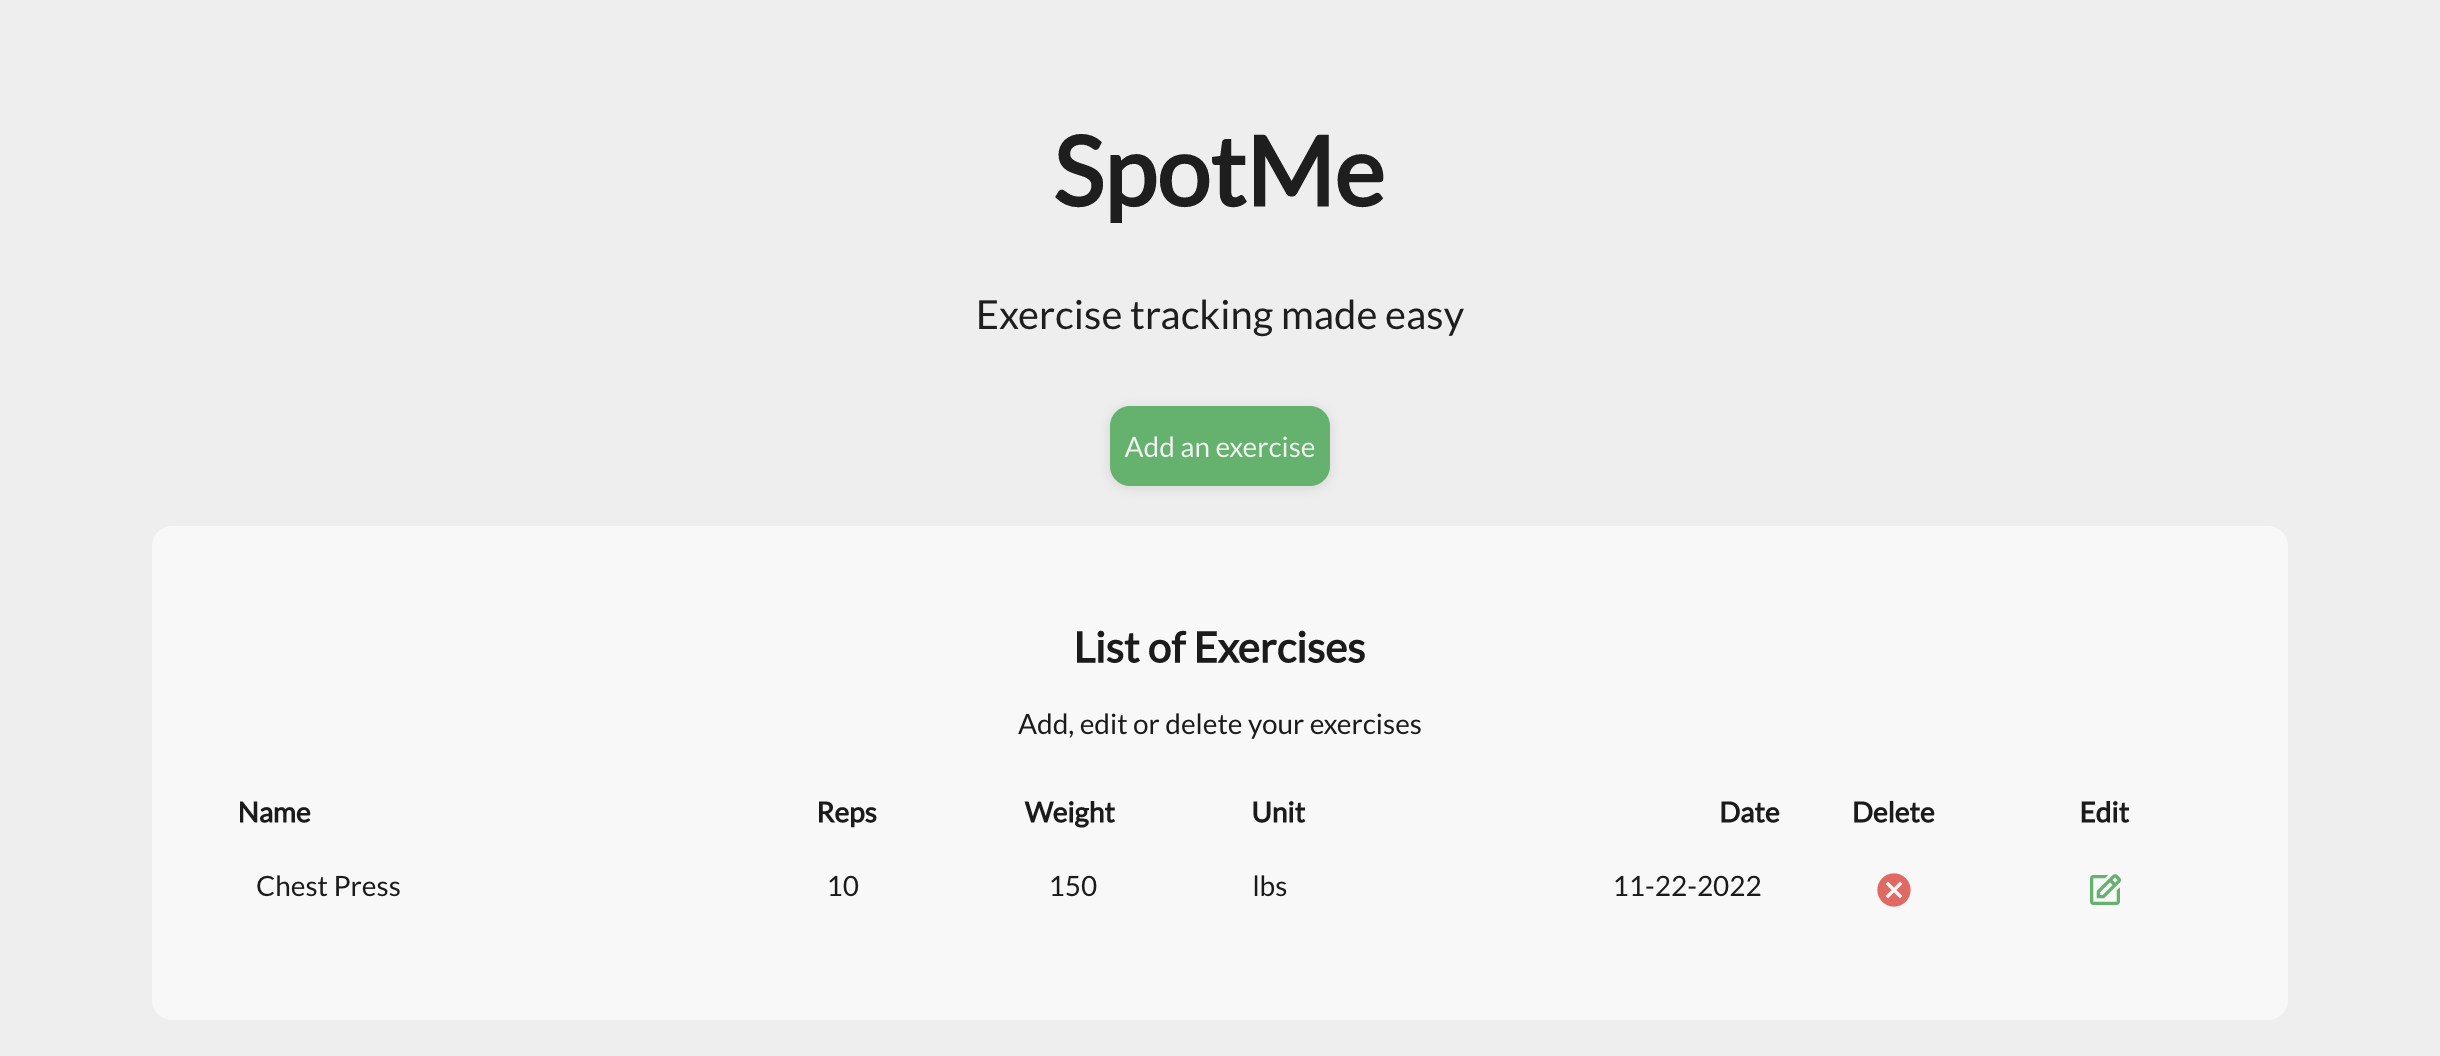 SpotMe
Exercise tracking made easy
Add an exercise
List of Exercises
Add, edit or delete your exercises
Name Reps Weight Unit Date Delete Edit
Chest Press 10 150 lbs 11-22-2022